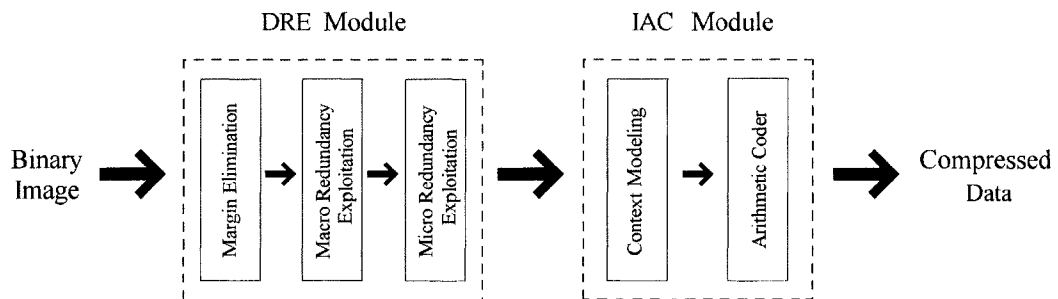 DRE Module
IAC Module
Binary
Image
Margin Elimination
Macro Redundancy
Exploitation
Micro Redundancy
Exploitation
Context Modeling
Arithmetic Coder
Compressed
Data